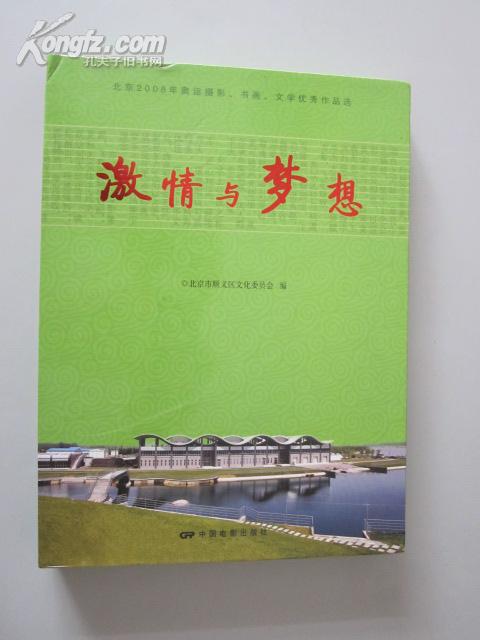 Kongfz.com
孔夫子旧书网
北京2008年奥运摄影、书画、文学优秀作品选
激情与梦想
◎北京市顺义区文化委员会 编
CFP 中国电影出版社